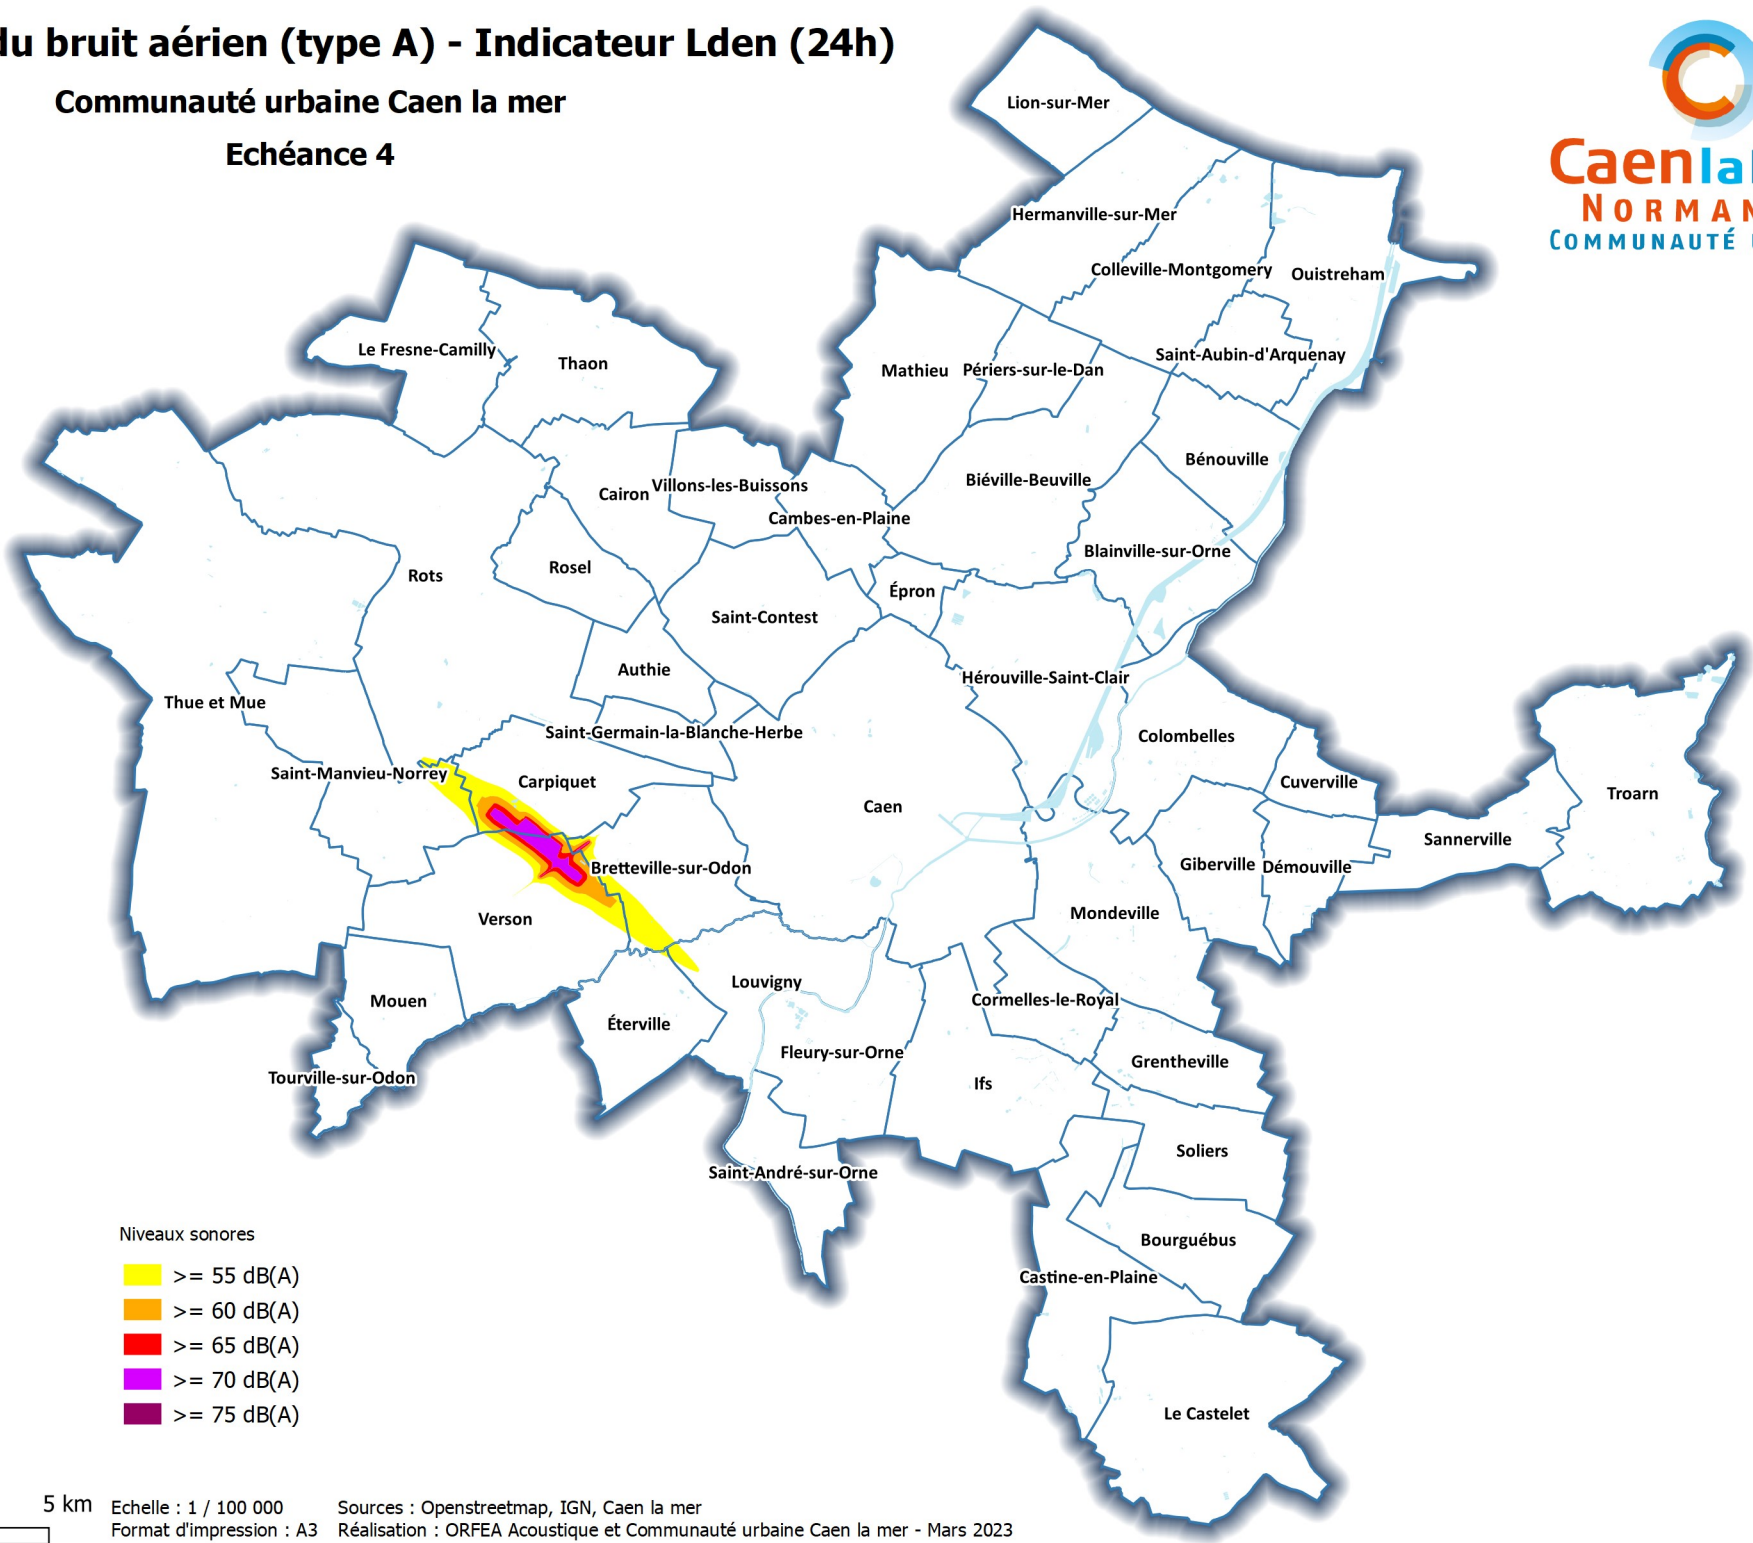 du bruit aérien (type A) - Indicateur Lden (24h)
Communauté urbaine Caen la mer
Echéance 4
Caen la
NORMAN
COMMUNAUTÉ
Lion-sur-Mer
Hermanville-sur-Mer
Colleville-Montgomery
Ouistreham
Le Fresne-Camilly
Thaon
Saint-Aubin-d'Arquenay
Mathieu
Périers-sur-le-Dan
Bénouville
Biéville-Beuville
Cairon
Villons-les-Buissons
Cambes-en-Plaine
Blainville-sur-Orne
Rots
Rosel
Épron
Saint-Contest
Authie
Hérouville-Saint-Clair
Thue et Mue
Saint-Germain-la-Blanche-Herbe
Colombelles
Saint-Manvieu-Norrey
Carpiquet
Cuverville
Troarn
Caen
Sannerville
Giberville
Démouville
Bretteville-sur-Odon
Verson
Mondeville
Louvigny
Mouen
Cormelles-le-Royal
Éterville
Fleury-sur-Orne
Grentheville
Tourville-sur-Odon
Ifs
Soliers
Saint-André-sur-Orne
Bourguébus
Castine-en-Plaine
Le Castelet
Niveaux sonores
>= 55 dB(A)
>= 60 dB(A)
>= 65 dB(A)
>= 70 dB(A)
>= 75 dB(A)
5 km
Echelle : 1 / 100 000
Sources : Openstreetmap, IGN, Caen la mer
Format d'impression : A3
Réalisation : ORFEA Acoustique et Communauté urbaine Caen la mer - Mars 2023